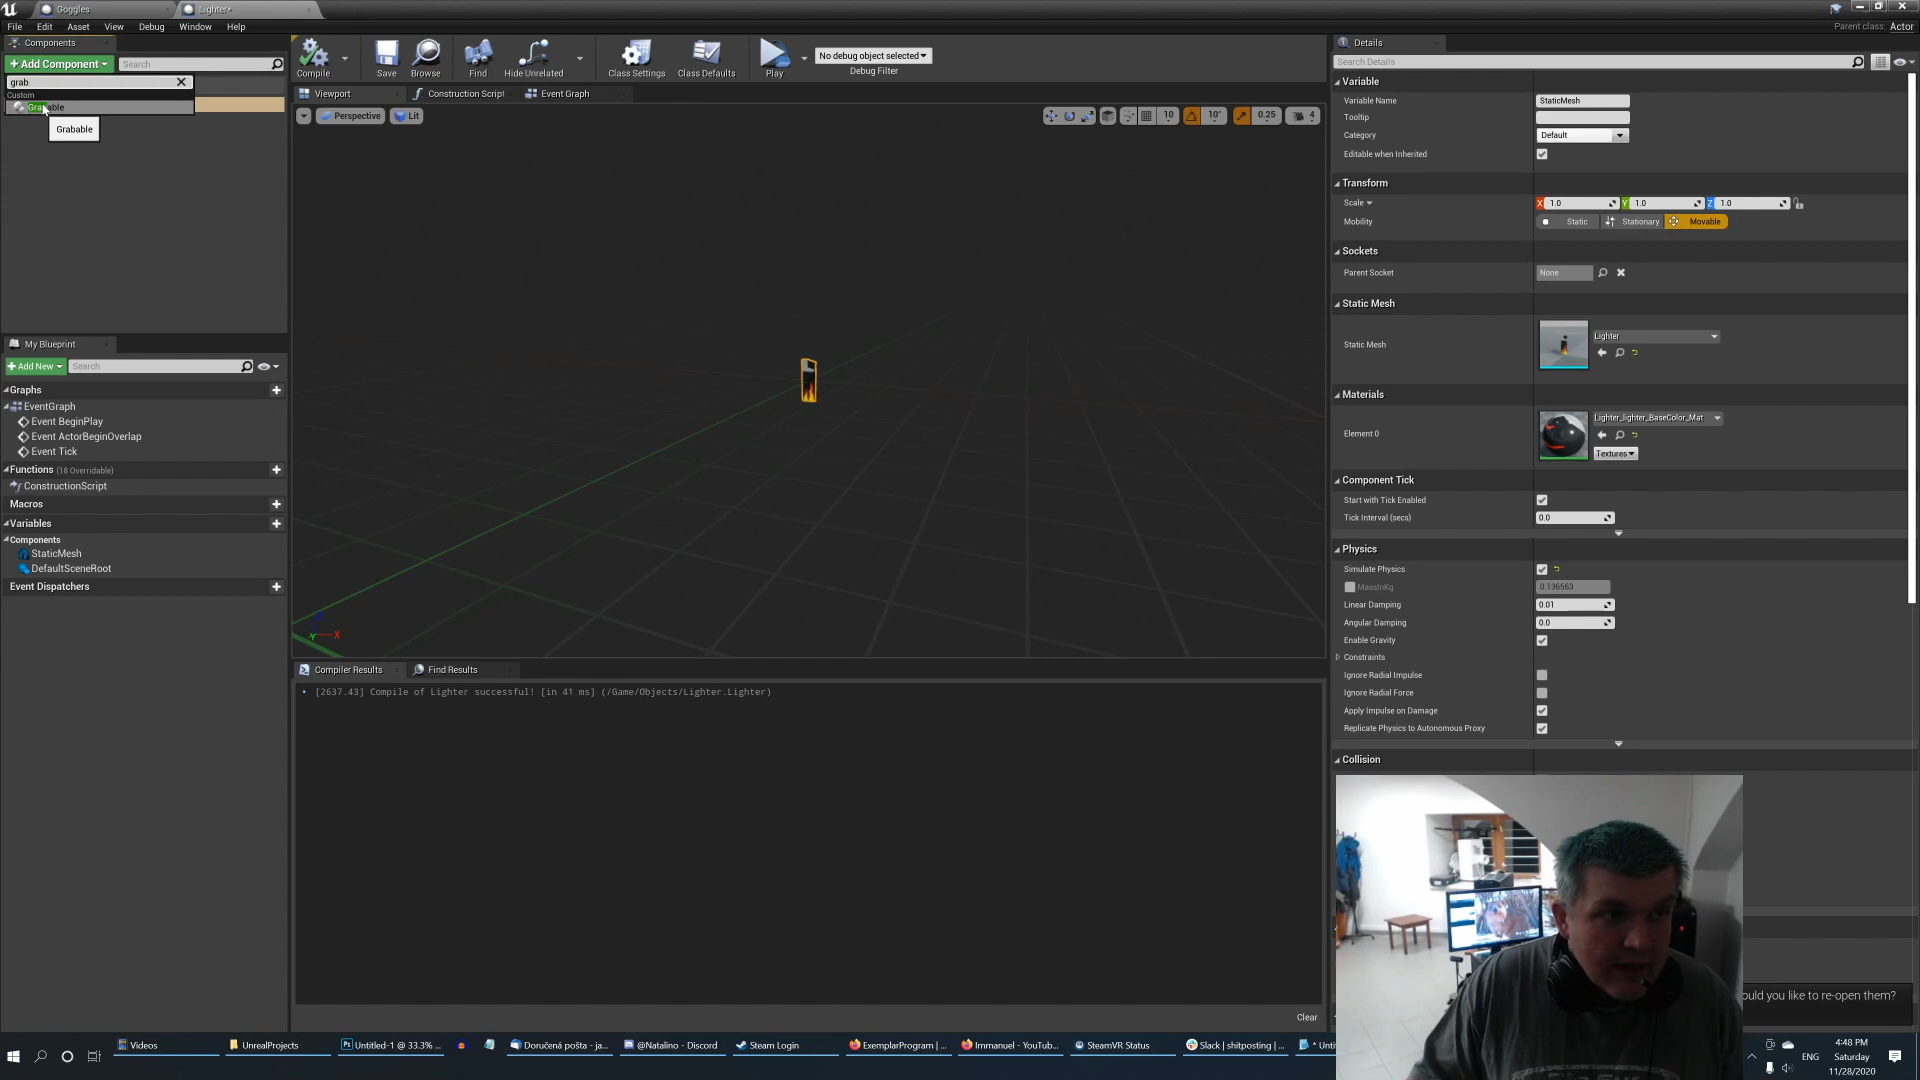 Goggles
Lighter*
File Edit Asset View Debug Window Help
Parent class: Actor
Components
+ Add Component
Search
grab
Custom
Grabable
Grabable
Compile
Save
Browse
Find
Hide Unrelated
Class Settings
Class Defaults
Play
No debug object selected
Debug Filter
Viewport
Construction Script
Event Graph
Perspective
Lit
10
10°
0.25
4
My Blueprint
+ Add New
Search
Graphs
EventGraph
Event BeginPlay
Event ActorBeginOverlap
Event Tick
Functions (18 Overridable)
ConstructionScript
Macros
Variables
Components
StaticMesh
DefaultSceneRoot
Event Dispatchers
Z
X
Y
Compiler Results
Find Results
[2637.43] Compile of Lighter successful! [in 41 ms] (/Game/Objects/Lighter.Lighter)
Clear
Details
Search Details
Variable
Variable Name
StaticMesh
Tooltip
Category
Default
Editable when Inherited
Transform
Scale
X 1.0
Y 1.0
Z 1.0
Mobility
Static
Stationary
Movable
Sockets
Parent Socket
None
Static Mesh
Static Mesh
Lighter
Materials
Element 0
Lighter_lighter_BaseColor_Mat
Textures
Component Tick
Start with Tick Enabled
Tick Interval (secs)
0.0
Physics
Simulate Physics
MassInKg
0.136563
Linear Damping
0.01
Angular Damping
0.0
Enable Gravity
Constraints
Ignore Radial Impulse
Ignore Radial Force
Apply Impulse on Damage
Replicate Physics to Autonomous Proxy
Collision
ould you like to re-open them?
Videos
UnrealProjects
Untitled-1 @ 33.3% ...
Doručená pošta - ja...
@Natalino - Discord
Steam Login
ExemplarProgram | ...
Immanuel - YouTub...
SteamVR Status
Slack | shitposting | ...
* Unti
ENG
4:48 PM
Saturday
11/28/2020